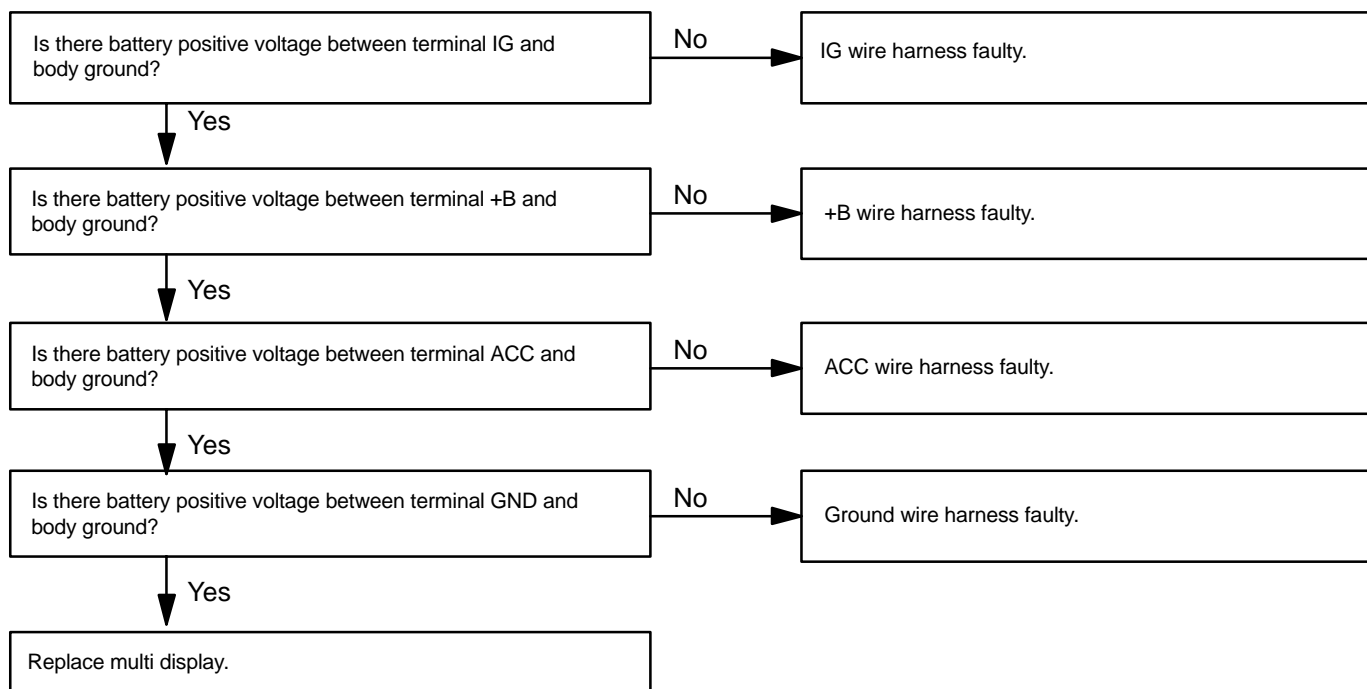 Is there battery positive voltage between terminal IG and
body ground?
No
IG wire harness faulty.
Yes
Is there battery positive voltage between terminal +B and
body ground?
No
+B wire harness faulty.
Yes
Is there battery positive voltage between terminal ACC and
body ground?
No
ACC wire harness faulty.
Yes
Is there battery positive voltage between terminal GND and
body ground?
No
Ground wire harness faulty.
Yes
Replace multi display.